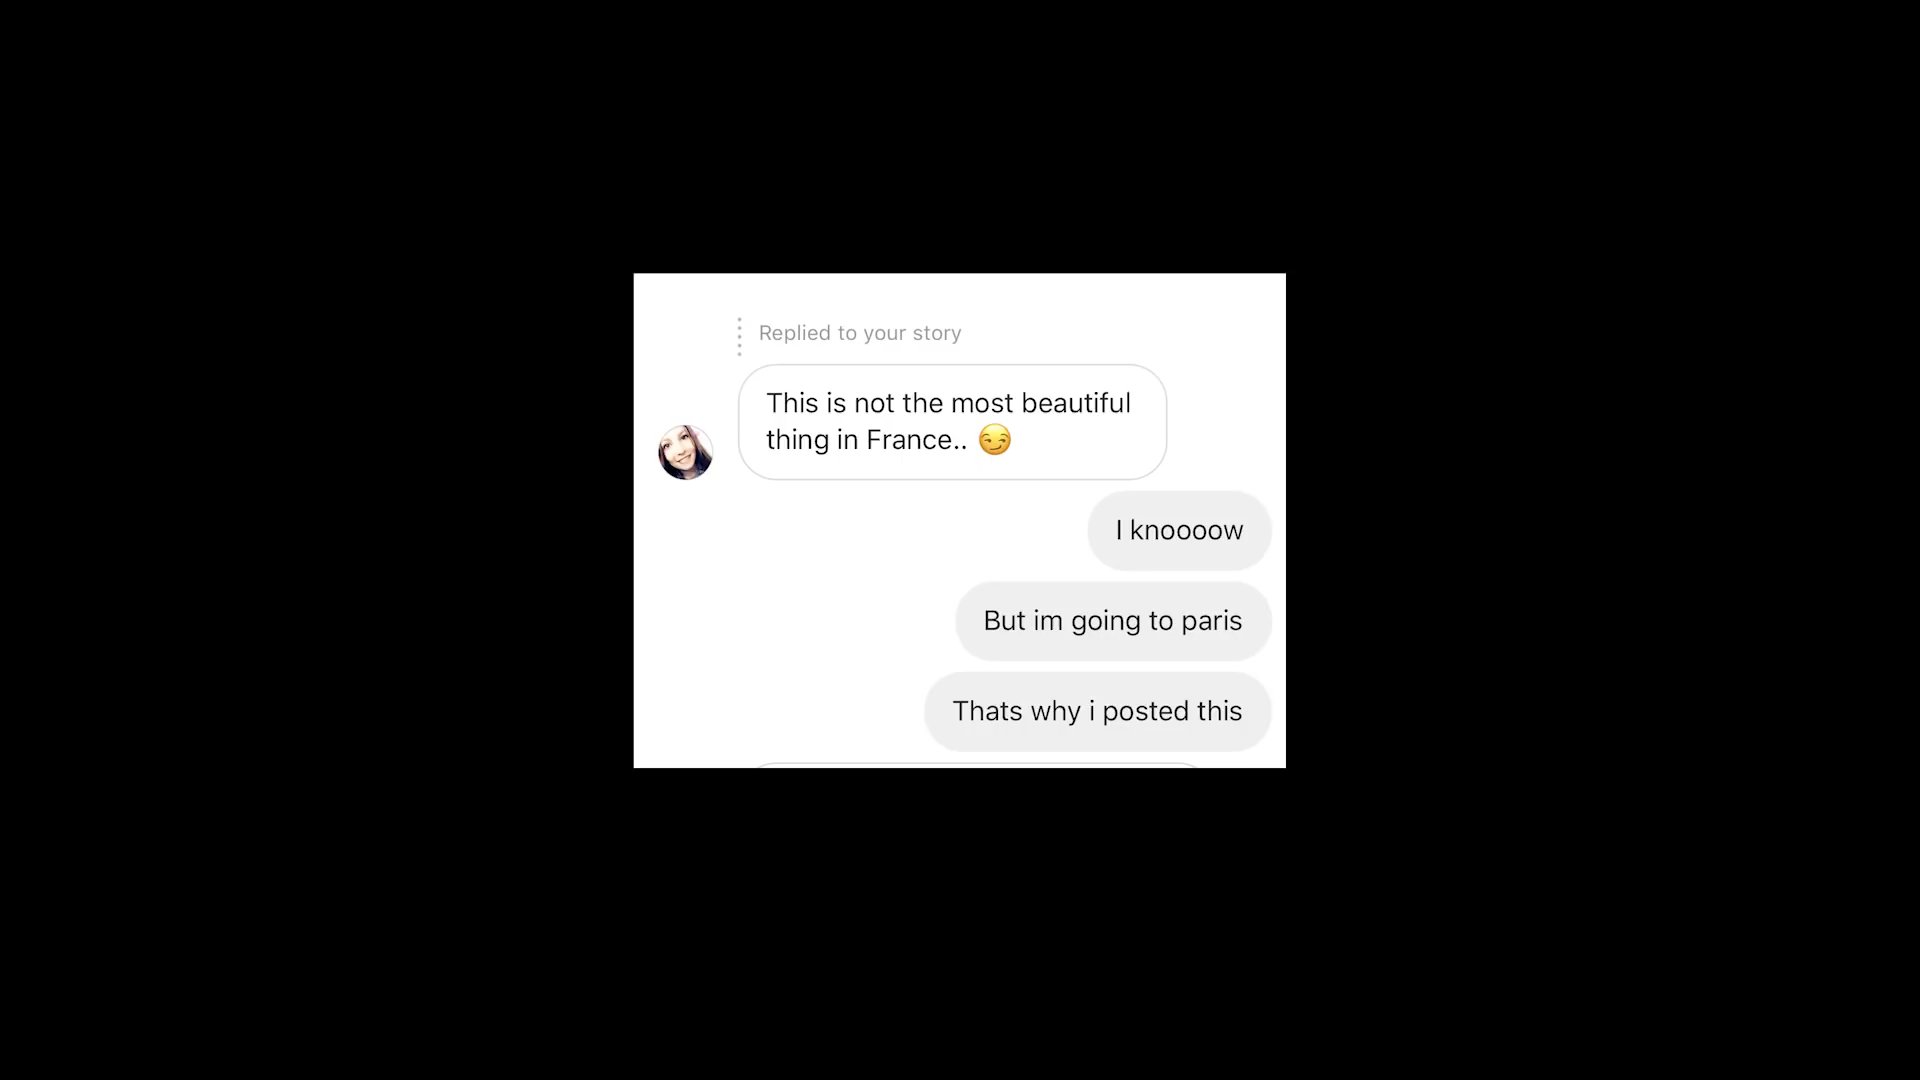 Replied to your story
This is not the most beautiful
thing in France.. 😏
I knoooow
But im going to paris
Thats why i posted this